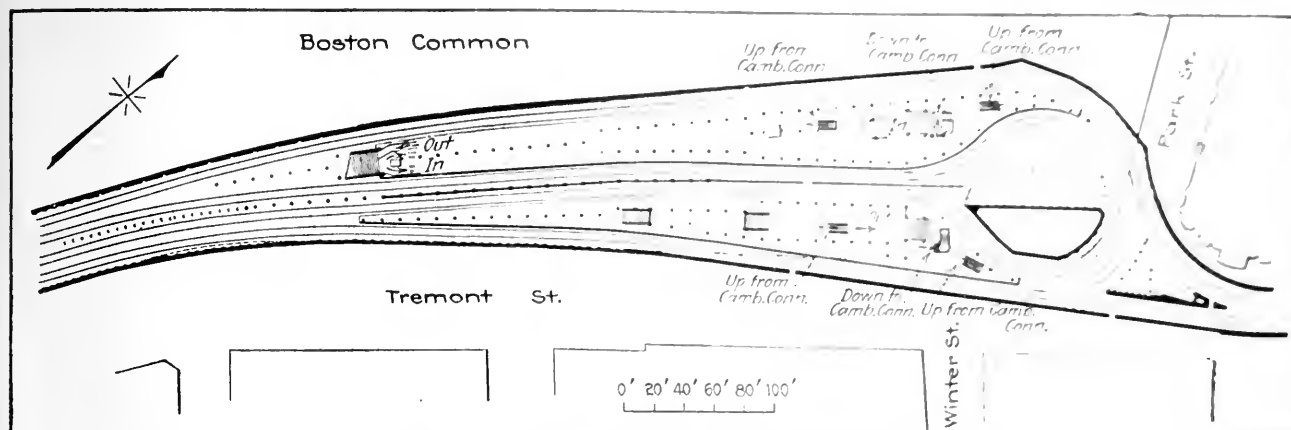 Boston Common
Up from
Camb.Conn.
Down to
Camb.Conn
Up from
Camb.Conn.
Park St.
Out
In
Up from
Camb.Conn.
Down to
Camb.Conn.
Up from Camb.
Conn.
Tremont St.
Winter St.
0' 20' 40' 60' 80' 100'